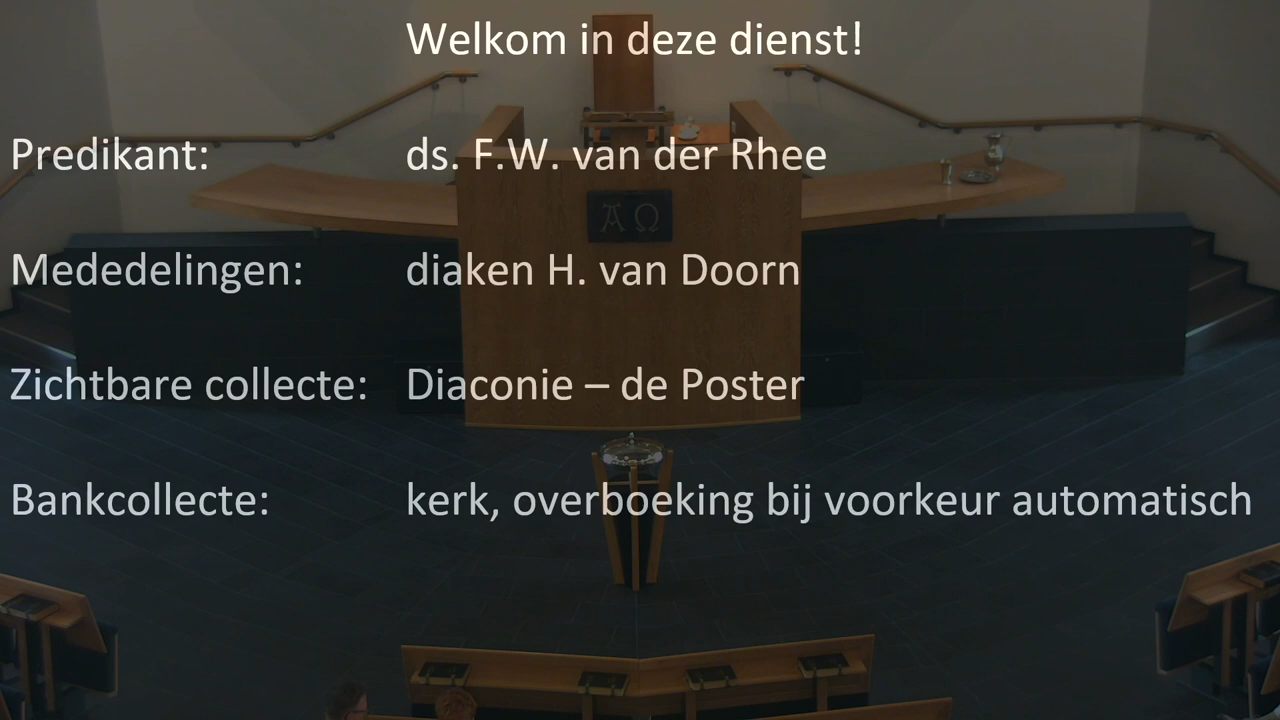 Welkom in deze dienst!
Predikant: ds. F.W. van der Rhee
ΑΩ
Mededelingen: diaken H. van Doorn
Zichtbare collecte: Diaconie – de Poster
Bankcollecte: kerk, overboeking bij voorkeur automatisch